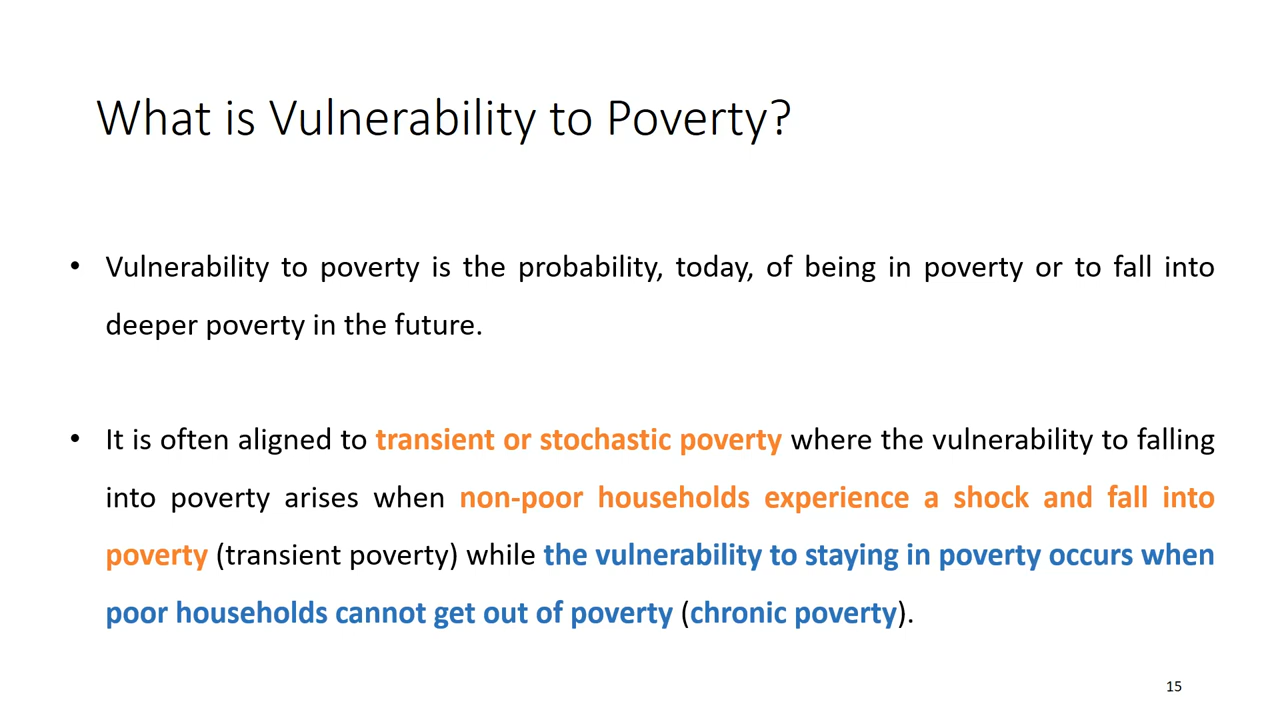 What is Vulnerability to Poverty?
• Vulnerability to poverty is the probability, today, of being in poverty or to fall into
deeper poverty in the future.
• It is often aligned to transient or stochastic poverty where the vulnerability to falling
into poverty arises when non-poor households experience a shock and fall into
poverty (transient poverty) while the vulnerability to staying in poverty occurs when
poor households cannot get out of poverty (chronic poverty).
15